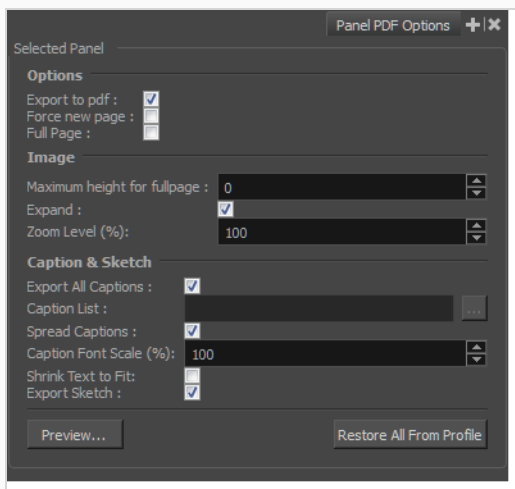 Panel PDF Options
Selected Panel
Options
Export to pdf :
Force new page :
Full Page :
Image
Maximum height for fullpage : 0
Expand :
Zoom Level (%): 100
Caption & Sketch
Export All Captions :
Caption List : ...
Spread Captions :
Caption Font Scale (%): 100
Shrink Text to Fit:
Export Sketch :
Preview... Restore All From Profile